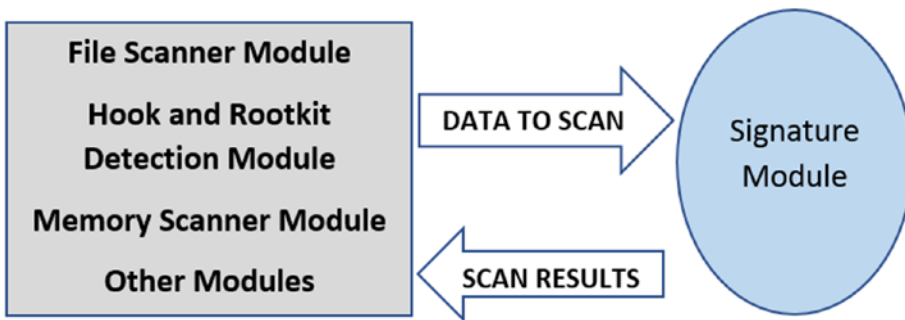 File Scanner Module
Hook and Rootkit
Detection Module
Memory Scanner Module
Other Modules
DATA TO SCAN
SCAN RESULTS
Signature
Module